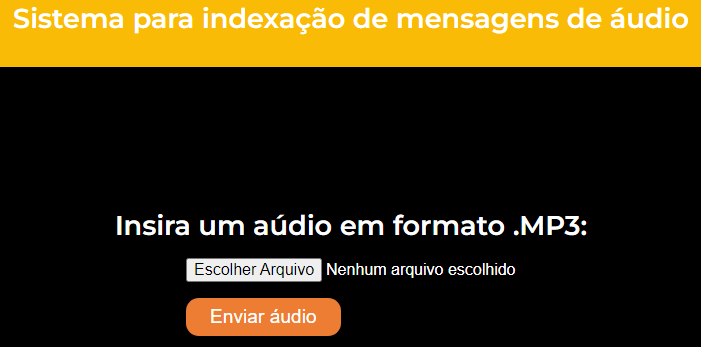 Sistema para indexação de mensagens de áudio
Insira um aúdio em formato .MP3:
Escolher Arquivo Nenhum arquivo escolhido
Enviar áudio